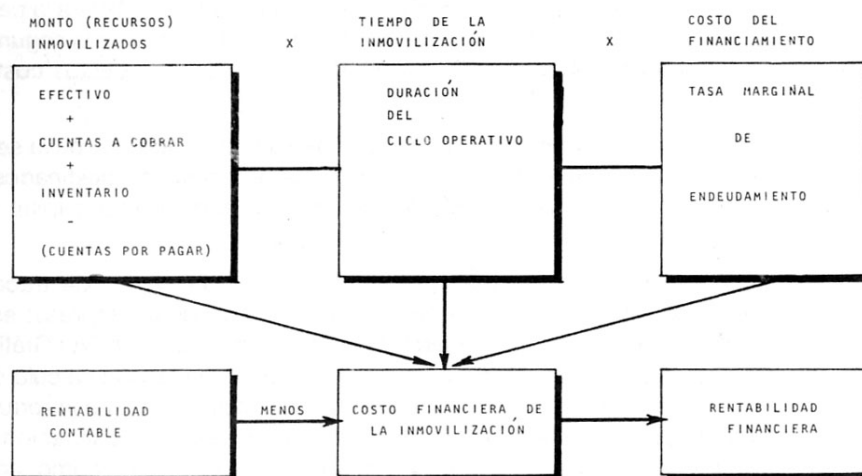 MONTO (RECURSOS)
INMOVILIZADOS
X
TIEMPO DE LA
INMOVILIZACIÓN
X
COSTO DEL
FINANCIAMIENTO
EFECTIVO
+
CUENTAS A COBRAR
+
INVENTARIO
-
(CUENTAS POR PAGAR)
DURACIÓN
DEL
CICLO OPERATIVO
TASA MARGINAL
DE
ENDEUDAMIENTO
RENTABILIDAD
CONTABLE
MENOS
COSTO FINANCIERA DE
LA INMOVILIZACIÓN
RENTABILIDAD
FINANCIERA